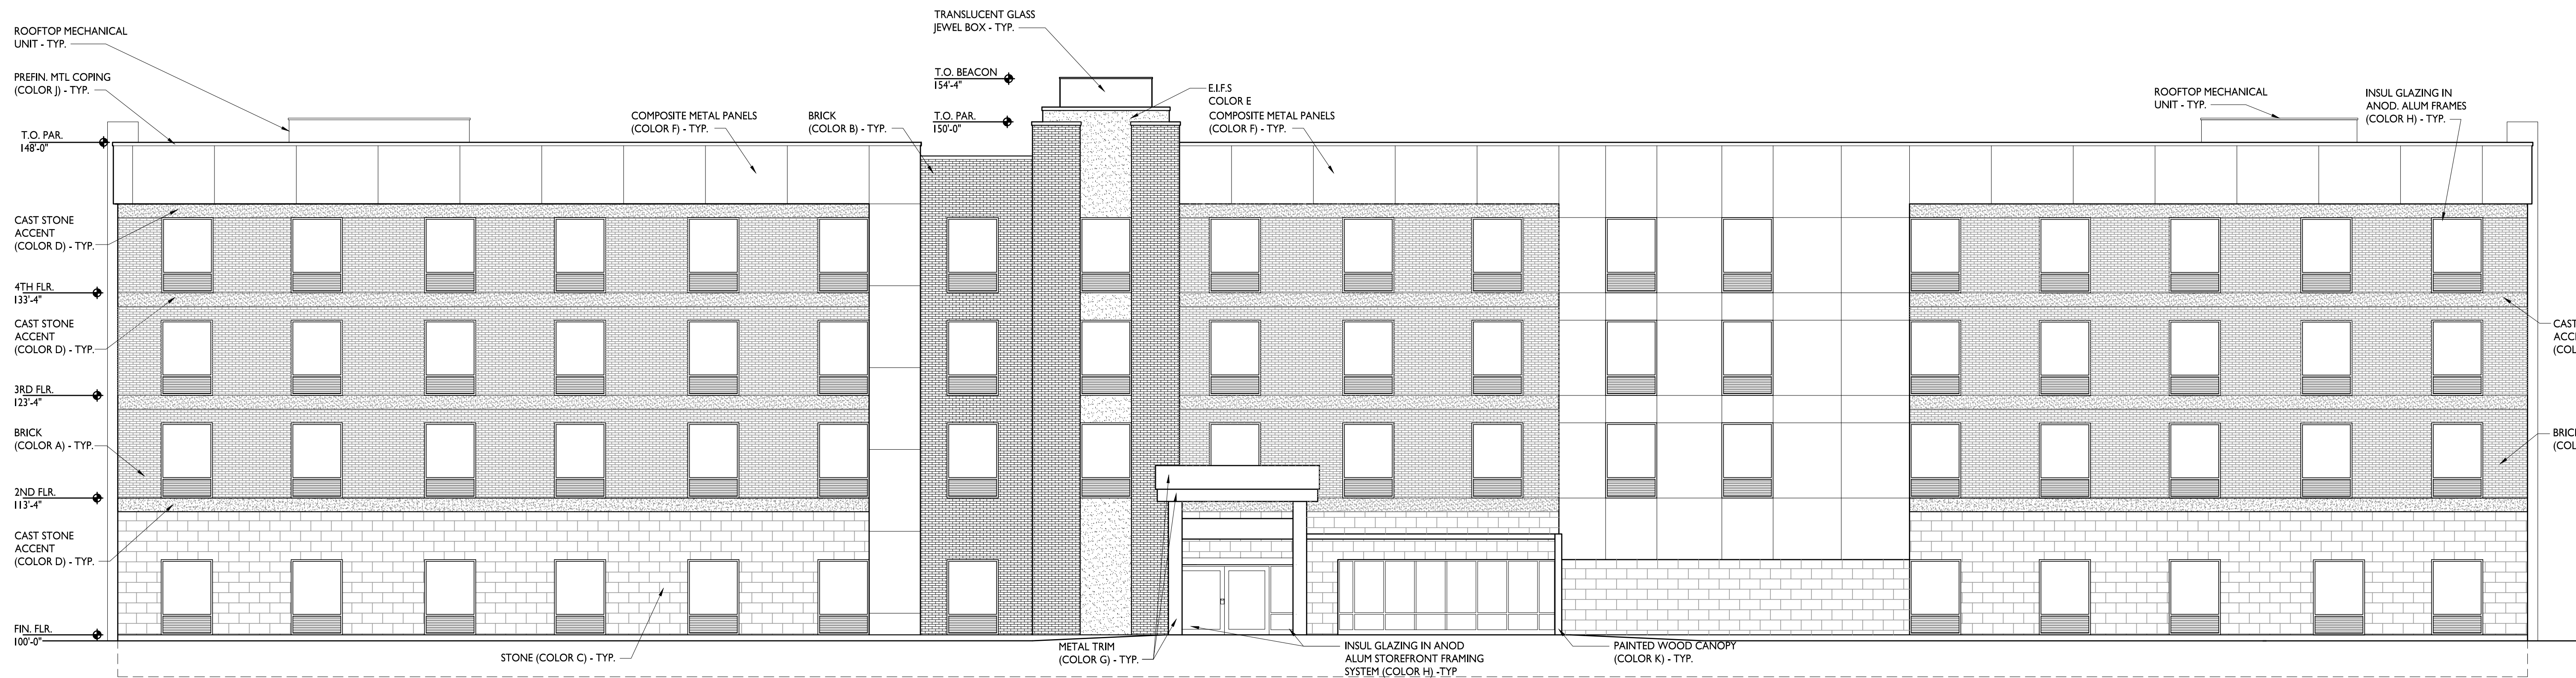 ROOFTOP MECHANICAL
UNIT - TYP.
PREFIN. MTL COPING
(COLOR J) - TYP.
T.O. PAR.
148'-0"
CAST STONE
ACCENT
(COLOR D) - TYP.
4TH FLR.
133'-4"
CAST STONE
ACCENT
(COLOR D) - TYP.
3RD FLR.
123'-4"
BRICK
(COLOR A) - TYP.
2ND FLR.
113'-4"
CAST STONE
ACCENT
(COLOR D) - TYP.
FIN. FLR.
100'-0"
STONE (COLOR C) - TYP.
COMPOSITE METAL PANELS
(COLOR F) - TYP.
BRICK
(COLOR B) - TYP.
TRANSLUCENT GLASS
JEWEL BOX - TYP.
T.O. BEACON
154'-4"
T.O. PAR.
150'-0"
E.I.F.S
COLOR E
COMPOSITE METAL PANELS
(COLOR F) - TYP.
METAL TRIM
(COLOR G) - TYP.
INSUL GLAZING IN ANOD
ALUM STOREFRONT FRAMING
SYSTEM (COLOR H) -TYP
PAINTED WOOD CANOPY
(COLOR K) - TYP.
ROOFTOP MECHANICAL
UNIT - TYP.
INSUL GLAZING IN
ANOD. ALUM FRAMES
(COLOR H) - TYP.
CAST
ACC
(COL
BRIC
(COL